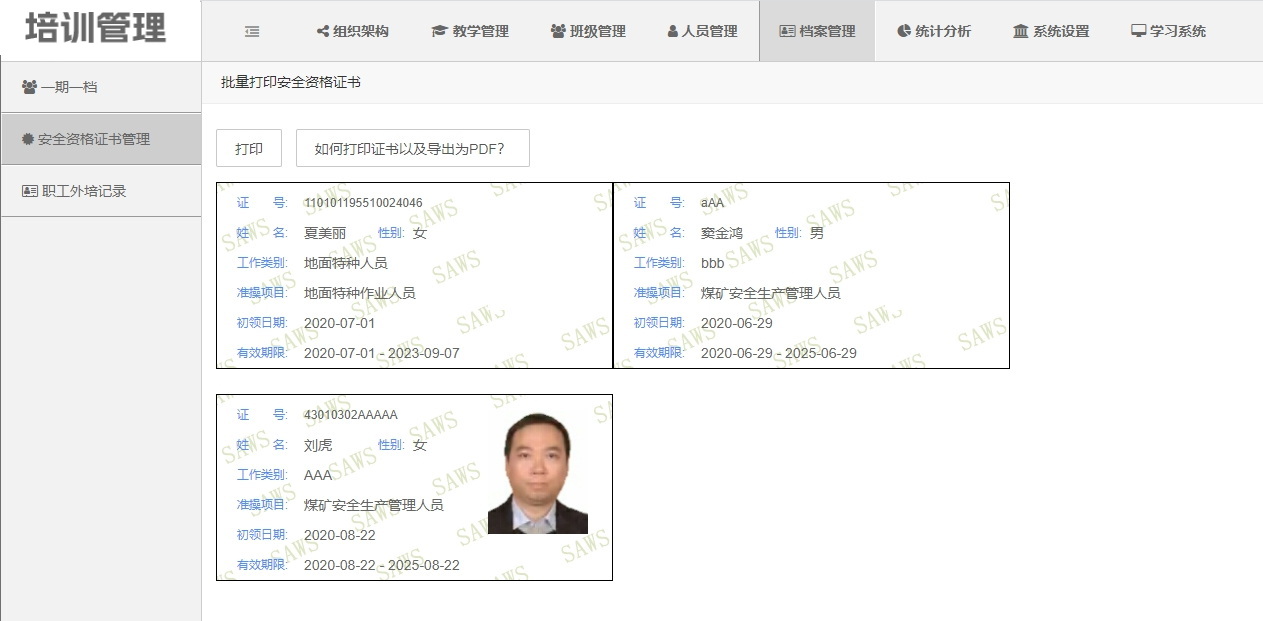 培训管理
组织架构 教学管理 班级管理 人员管理 档案管理 统计分析 系统设置 学习系统
一期一档
安全资格证书管理
职工外培记录
批量打印安全资格证书
打印 如何打印证书以及导出为PDF?
证 号: 110101195510024046
姓 名: 夏美丽 性别: 女
工作类别: 地面特种人员
准操项目: 地面特种作业人员
初领日期: 2020-07-01
有效期限: 2020-07-01 - 2023-09-07
证 号: aAA
姓 名: 窦金鸿 性别: 男
工作类别: bbb
准操项目: 煤矿安全生产管理人员
初领日期: 2020-06-29
有效期限: 2020-06-29 - 2025-06-29
证 号: 43010302AAAAA
姓 名: 刘虎 性别: 女
工作类别: AAA
准操项目: 煤矿安全生产管理人员
初领日期: 2020-08-22
有效期限: 2020-08-22 - 2025-08-22
SAWS